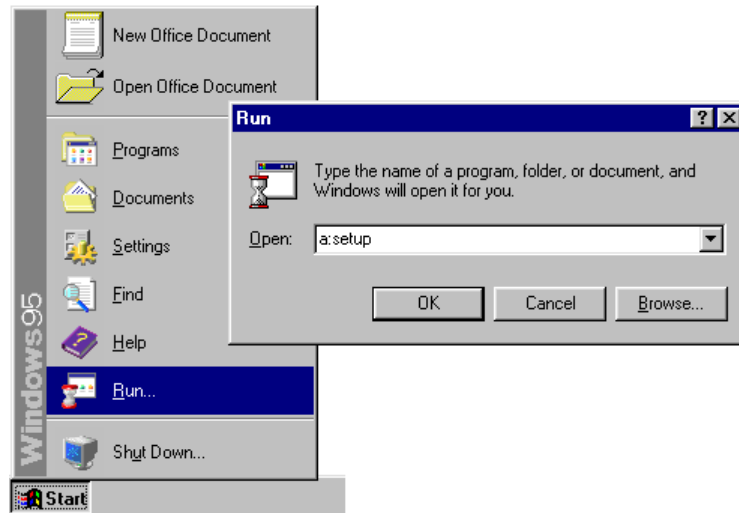 New Office Document
Open Office Document
Programs
Documents
Settings
Find
Help
Run...
Shut Down...
Windows95
Start
Run
Type the name of a program, folder, or document, and
Windows will open it for you.
Open:
a:setup
OK
Cancel
Browse...